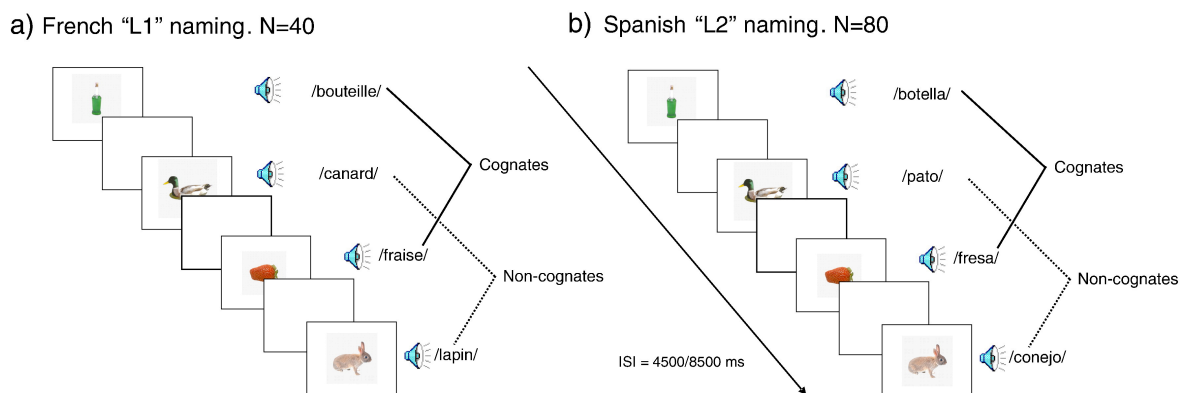 a) French “L1” naming. N=40
/bouteille/
/canard/
Cognates
/fraise/
Non-cognates
/lapin/
b) Spanish “L2” naming. N=80
/botella/
/pato/
Cognates
/fresa/
Non-cognates
/conejo/
ISI = 4500/8500 ms